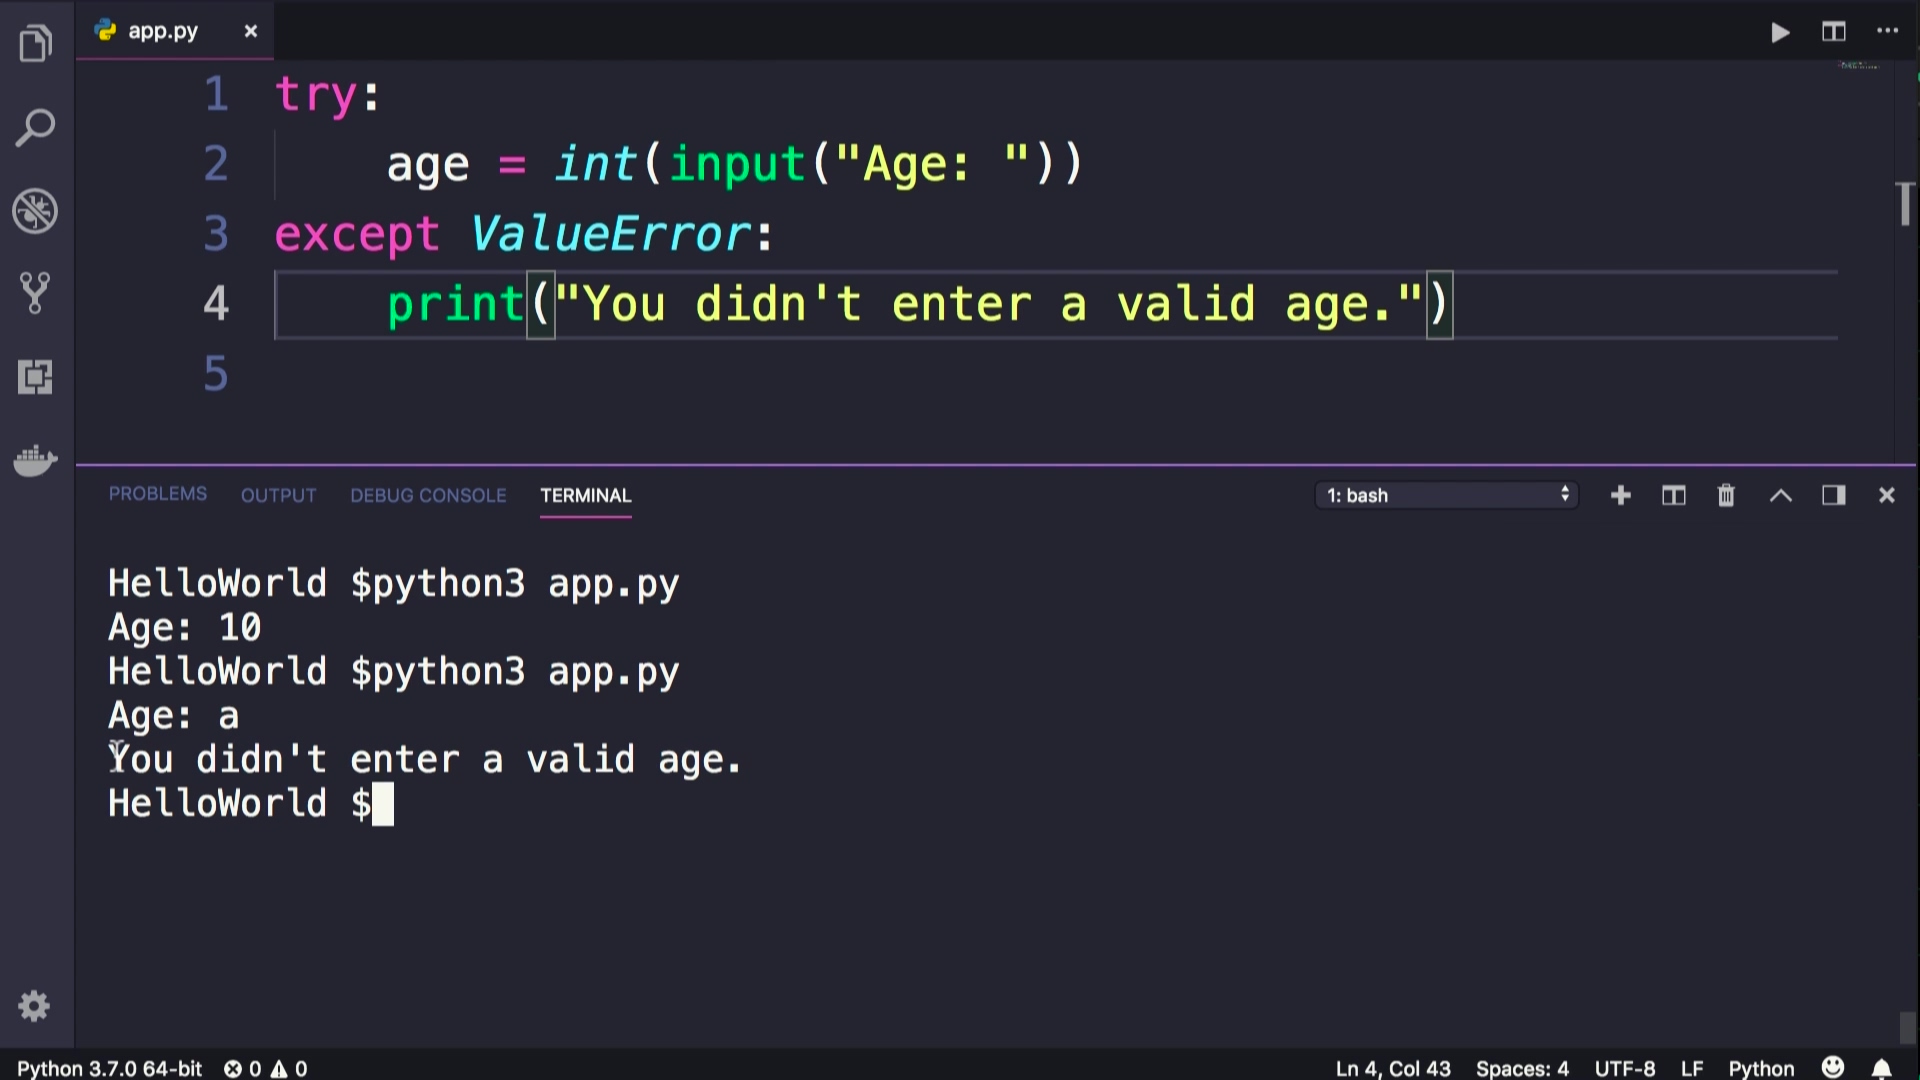 app.py
1 try:
2 age = int(input("Age: "))
3 except ValueError:
4 print("You didn't enter a valid age.")
5
PROBLEMS OUTPUT DEBUG CONSOLE TERMINAL 1: bash
HelloWorld $python3 app.py
Age: 10
HelloWorld $python3 app.py
Age: a
You didn't enter a valid age.
HelloWorld $
Python 3.7.0 64-bit 0 0 Ln 4, Col 43 Spaces: 4 UTF-8 LF Python